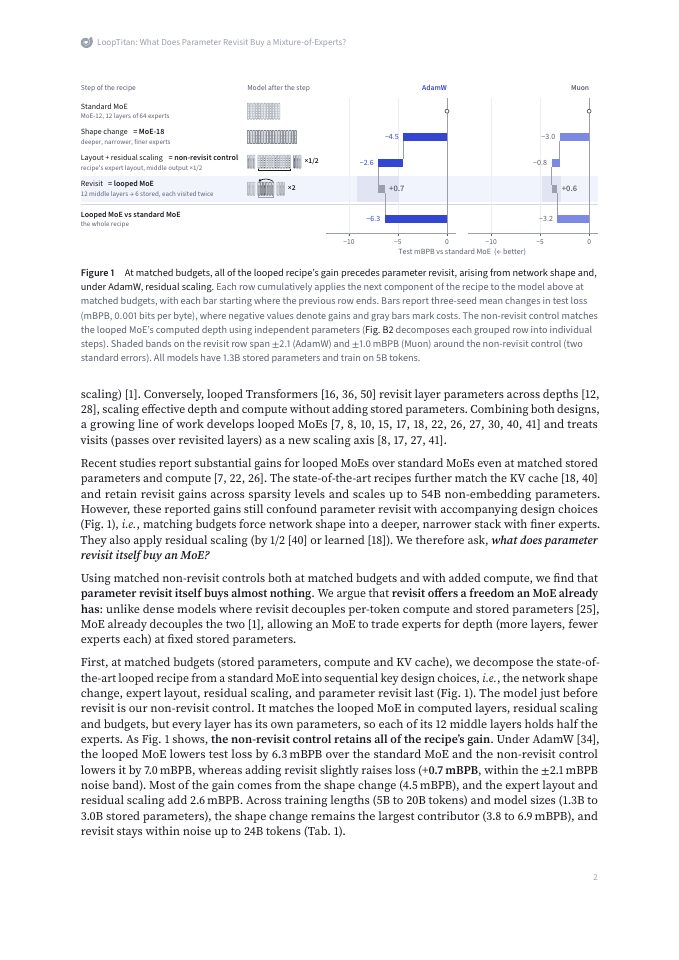 LoopTitan: What Does Parameter Revisit Buy a Mixture-of-Experts?
Step of the recipe
Model after the step
AdamW
Muon
Standard MoE
MoE-12, 12 layers of 64 experts
Shape change = MoE-18
deeper, narrower, finer experts
−4.5
−3.0
Layout + residual scaling = non-revisit control
recipe's expert layout, middle output ×1/2
×1/2
−2.6
−0.8
Revisit = looped MoE
12 middle layers → 6 stored, each visited twice
×2
+0.7
+0.6
Looped MoE vs standard MoE
the whole recipe
−6.3
−3.2
−10 −5 0 −10 −5 0
Test mBPB vs standard MoE (← better)
Figure 1 At matched budgets, all of the looped recipe's gain precedes parameter revisit, arising from network shape and,
under AdamW, residual scaling. Each row cumulatively applies the next component of the recipe to the model above at
matched budgets, with each bar starting where the previous row ends. Bars report three-seed mean changes in test loss
(mBPB, 0.001 bits per byte), where negative values denote gains and gray bars mark costs. The non-revisit control matches
the looped MoE's computed depth using independent parameters (Fig. B2 decomposes each grouped row into individual
steps). Shaded bands on the revisit row span ±2.1 (AdamW) and ±1.0 mBPB (Muon) around the non-revisit control (two
standard errors). All models have 1.3B stored parameters and train on 5B tokens.
scaling) [1]. Conversely, looped Transformers [16, 36, 50] revisit layer parameters across depths [12,
28], scaling effective depth and compute without adding stored parameters. Combining both designs,
a growing line of work develops looped MoEs [7, 8, 10, 15, 17, 18, 22, 26, 27, 30, 40, 41] and treats
visits (passes over revisited layers) as a new scaling axis [8, 17, 27, 41].
Recent studies report substantial gains for looped MoEs over standard MoEs even at matched stored
parameters and compute [7, 22, 26]. The state-of-the-art recipes further match the KV cache [18, 40]
and retain revisit gains across sparsity levels and scales up to 54B non-embedding parameters.
However, these reported gains still confound parameter revisit with accompanying design choices
(Fig. 1), i.e., matching budgets force network shape into a deeper, narrower stack with finer experts.
They also apply residual scaling (by 1/2 [40] or learned [18]). We therefore ask, what does parameter
revisit itself buy an MoE?
Using matched non-revisit controls both at matched budgets and with added compute, we find that
parameter revisit itself buys almost nothing. We argue that revisit offers a freedom an MoE already
has: unlike dense models where revisit decouples per-token compute and stored parameters [25],
MoE already decouples the two [1], allowing an MoE to trade experts for depth (more layers, fewer
experts each) at fixed stored parameters.
First, at matched budgets (stored parameters, compute and KV cache), we decompose the state-of-
the-art looped recipe from a standard MoE into sequential key design choices, i.e., the network shape
change, expert layout, residual scaling, and parameter revisit last (Fig. 1). The model just before
revisit is our non-revisit control. It matches the looped MoE in computed layers, residual scaling
and budgets, but every layer has its own parameters, so each of its 12 middle layers holds half the
experts. As Fig. 1 shows, the non-revisit control retains all of the recipe's gain. Under AdamW [34],
the looped MoE lowers test loss by 6.3 mBPB over the standard MoE and the non-revisit control
lowers it by 7.0 mBPB, whereas adding revisit slightly raises loss (+0.7 mBPB, within the ±2.1 mBPB
noise band). Most of the gain comes from the shape change (4.5 mBPB), and the expert layout and
residual scaling add 2.6 mBPB. Across training lengths (5B to 20B tokens) and model sizes (1.3B to
3.0B stored parameters), the shape change remains the largest contributor (3.8 to 6.9 mBPB), and
revisit stays within noise up to 24B tokens (Tab. 1).
2